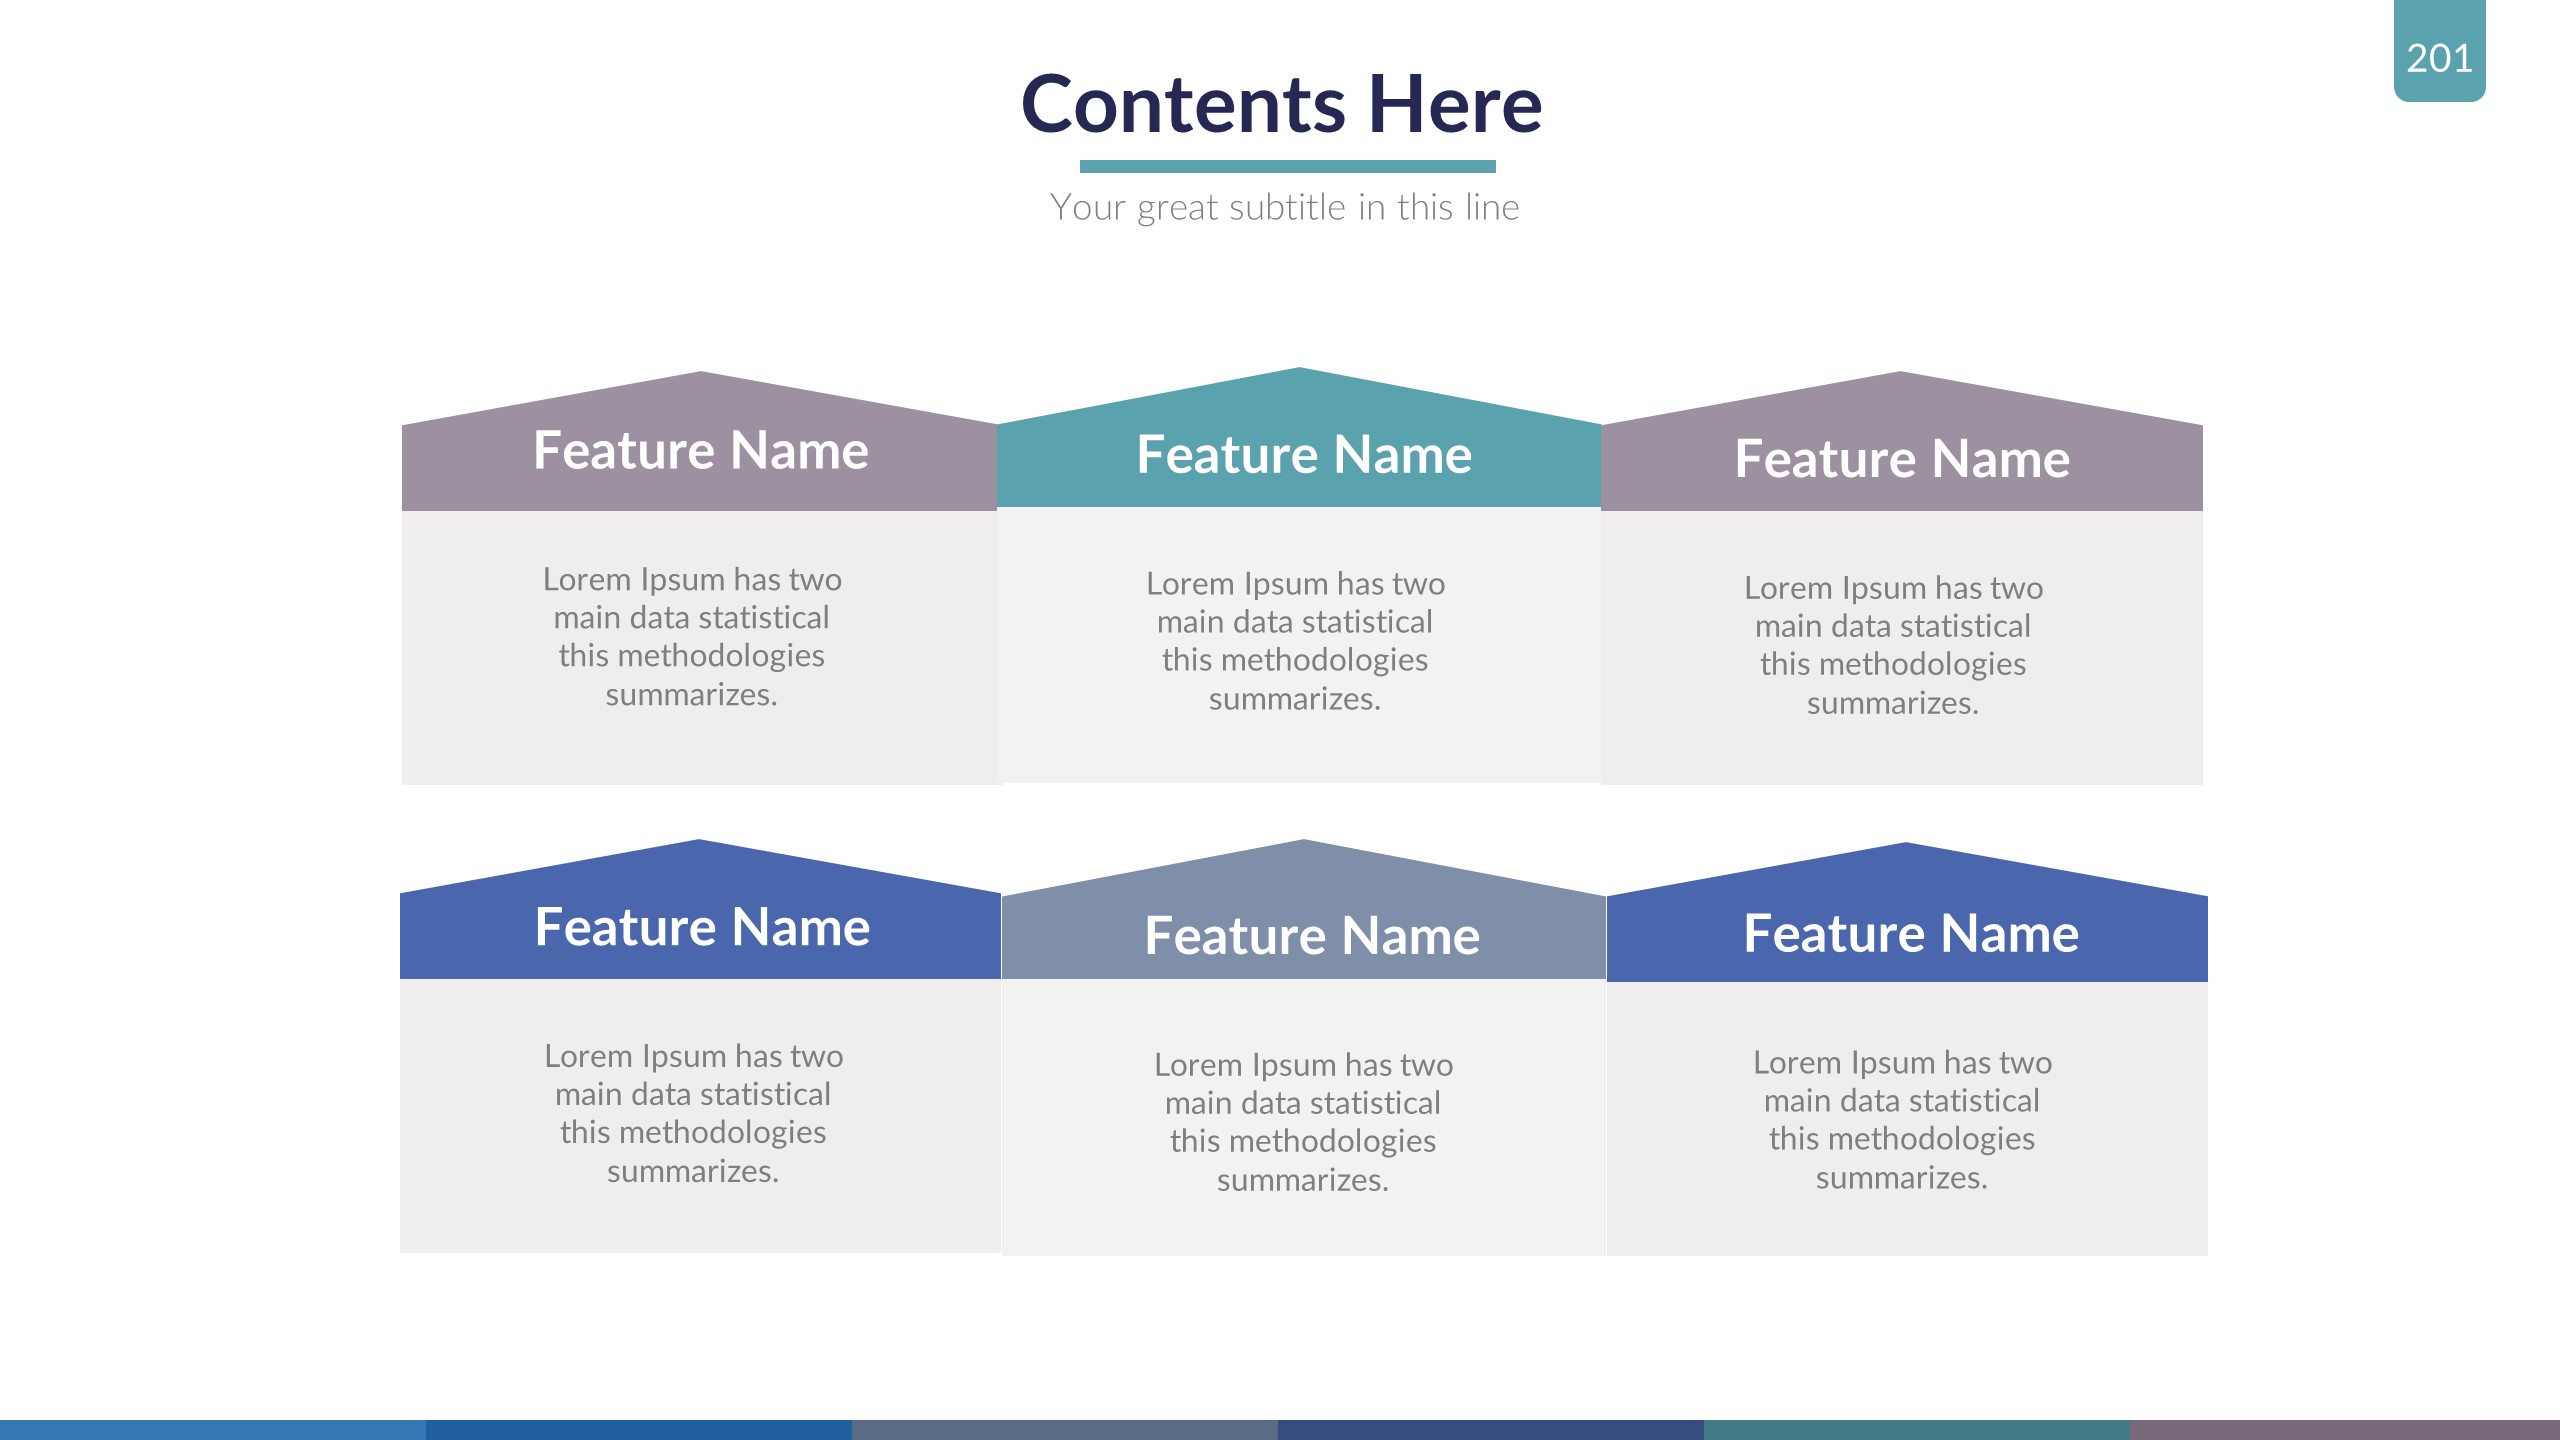 201
Contents Here
Your great subtitle in this line
Feature Name
Lorem Ipsum has two
main data statistical
this methodologies
summarizes.
Feature Name
Lorem Ipsum has two
main data statistical
this methodologies
summarizes.
Feature Name
Lorem Ipsum has two
main data statistical
this methodologies
summarizes.
Feature Name
Lorem Ipsum has two
main data statistical
this methodologies
summarizes.
Feature Name
Lorem Ipsum has two
main data statistical
this methodologies
summarizes.
Feature Name
Lorem Ipsum has two
main data statistical
this methodologies
summarizes.